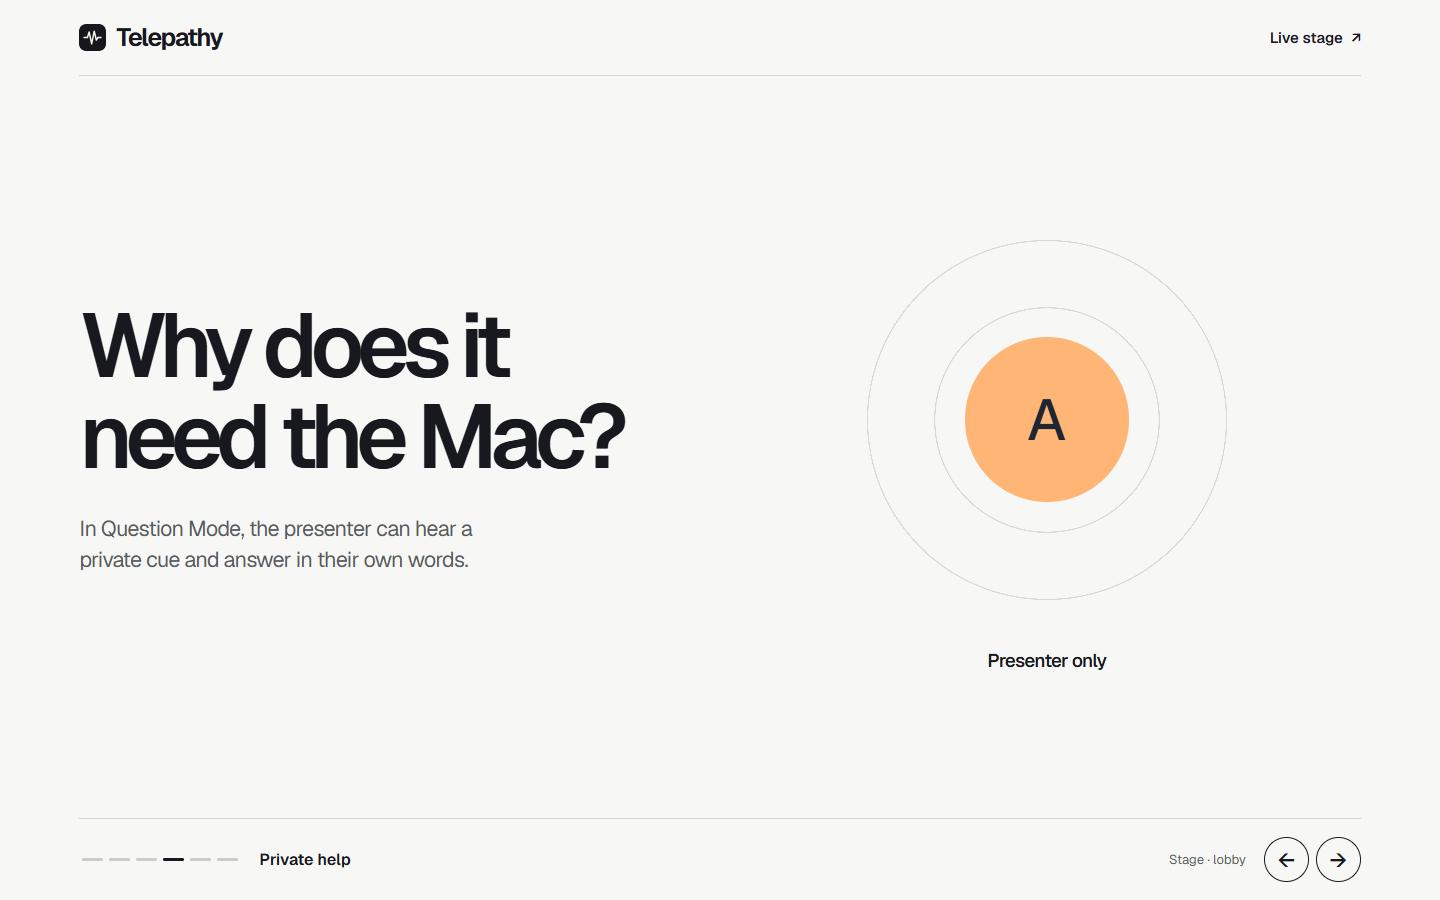 Telepathy
Live stage ↗
Why does it
need the Mac?
In Question Mode, the presenter can hear a
private cue and answer in their own words.
A
Presenter only
Private help
Stage · lobby
← →